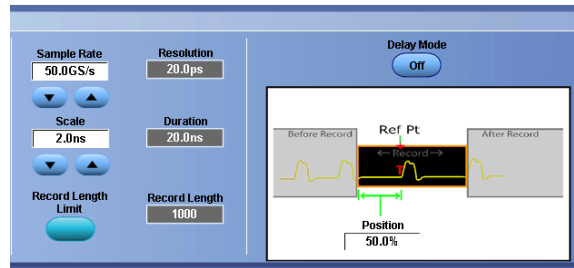 Sample Rate
50.0GS/s
Scale
2.0ns
Record Length
Limit
Resolution
20.0ps
Duration
20.0ns
Record Length
1000
Delay Mode
Off
Before Record
Ref Pt
After Record
←Record→
Position
50.0%